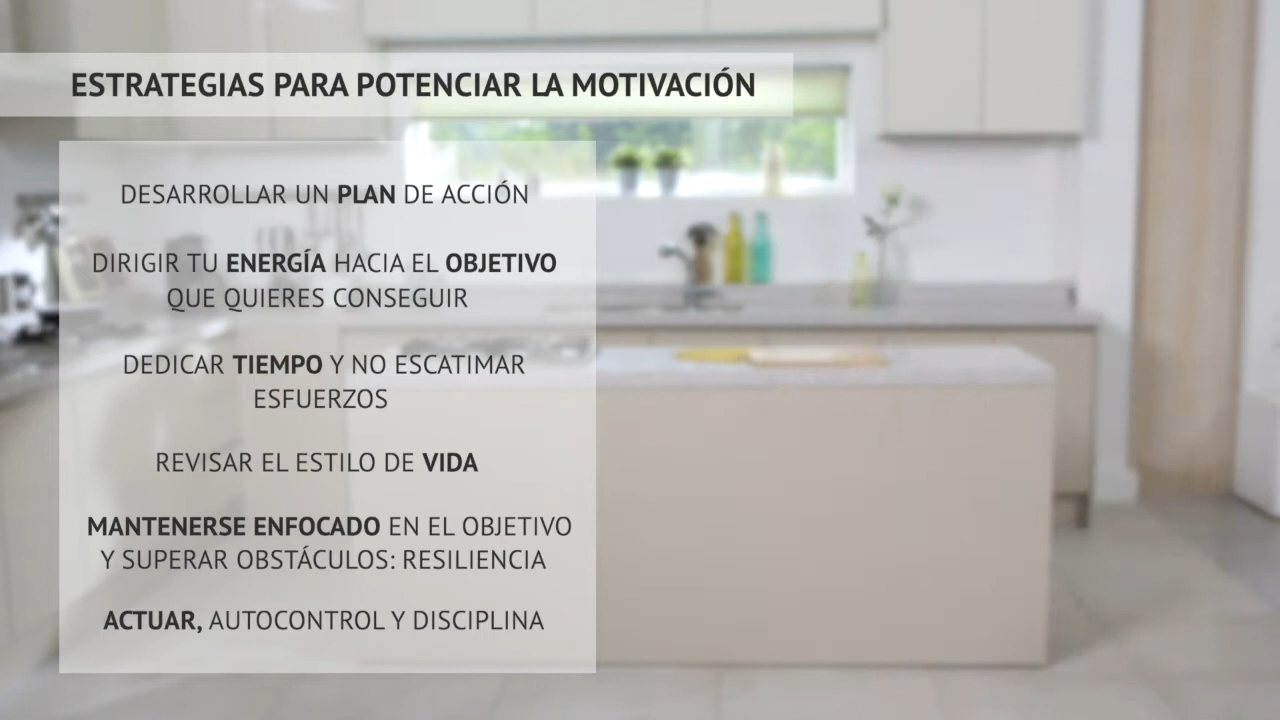 ESTRATEGIAS PARA POTENCIAR LA MOTIVACIÓN
DESARROLLAR UN PLAN DE ACCIÓN
DIRIGIR TU ENERGÍA HACIA EL OBJETIVO
QUE QUIERES CONSEGUIR
DEDICAR TIEMPO Y NO ESCATIMAR
ESFUERZOS
REVISAR EL ESTILO DE VIDA
MANTENERSE ENFOCADO EN EL OBJETIVO
Y SUPERAR OBSTÁCULOS: RESILIENCIA
ACTUAR, AUTOCONTROL Y DISCIPLINA